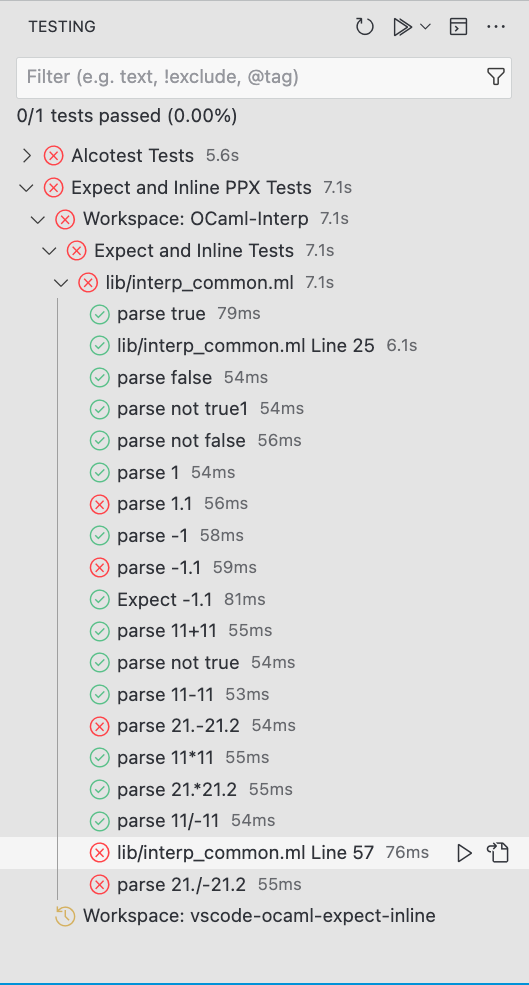 TESTING
Filter (e.g. text, !exclude, @tag)
0/1 tests passed (0.00%)
Alcotest Tests 5.6s
Expect and Inline PPX Tests 7.1s
Workspace: OCaml-Interp 7.1s
Expect and Inline Tests 7.1s
lib/interp_common.ml 7.1s
parse true 79ms
lib/interp_common.ml Line 25 6.1s
parse false 54ms
parse not true1 54ms
parse not false 56ms
parse 1 54ms
parse 1.1 56ms
parse -1 58ms
parse -1.1 59ms
Expect -1.1 81ms
parse 11+11 55ms
parse not true 54ms
parse 11-11 53ms
parse 21.-21.2 54ms
parse 11*11 55ms
parse 21.*21.2 55ms
parse 11/-11 54ms
lib/interp_common.ml Line 57 76ms
parse 21./-21.2 55ms
Workspace: vscode-ocaml-expect-inline